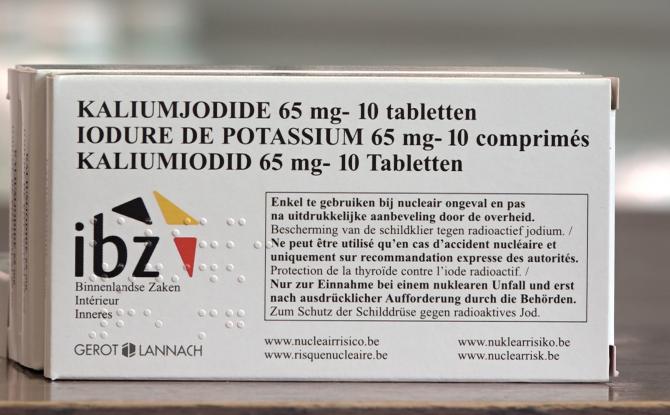 KALIUMJODIDE 65 mg- 10 tabletten
IODURE DE POTASSIUM 65 mg- 10 comprimés
KALIUMIODID 65 mg- 10 Tabletten
ibz
Binnenlandse Zaken
Intérieur
Inneres
GEROT LANNACH
Enkel te gebruiken bij nucleair ongeval en pas
na uitdrukkelijke aanbeveling door de overheid.
Bescherming van de schildklier tegen radioactief jodium. /
Ne peut être utilisé qu'en cas d'accident nucléaire et
uniquement sur recommandation expresse des autorités.
Protection de la thyroïde contre l'iode radioactif. /
Nur zur Einnahme bei einem nuklearen Unfall und erst
nach ausdrücklicher Aufforderung durch die Behörden.
Zum Schutz der Schilddrüse gegen radioaktives Jod.
www.nucleairrisico.be www.nuklearrisiko.be
www.risquenucleaire.be www.nuclearrisk.be